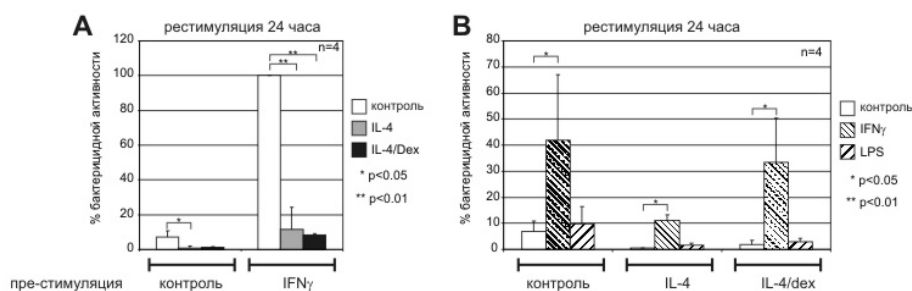 A
рестимуляция 24 часа
n=4
% бактерицидной активности
120
100
80
60
40
20
0
*
**
**
контроль
IL-4
IL-4/Dex
* p<0.05
** p<0.01
пре-стимуляция
контроль
IFNγ
B
рестимуляция 24 часа
n=4
% бактерицидной активности
80
70
60
50
40
30
20
10
0
*
*
*
контроль
IFNγ
LPS
* p<0.05
** p<0.01
контроль
IL-4
IL-4/dex